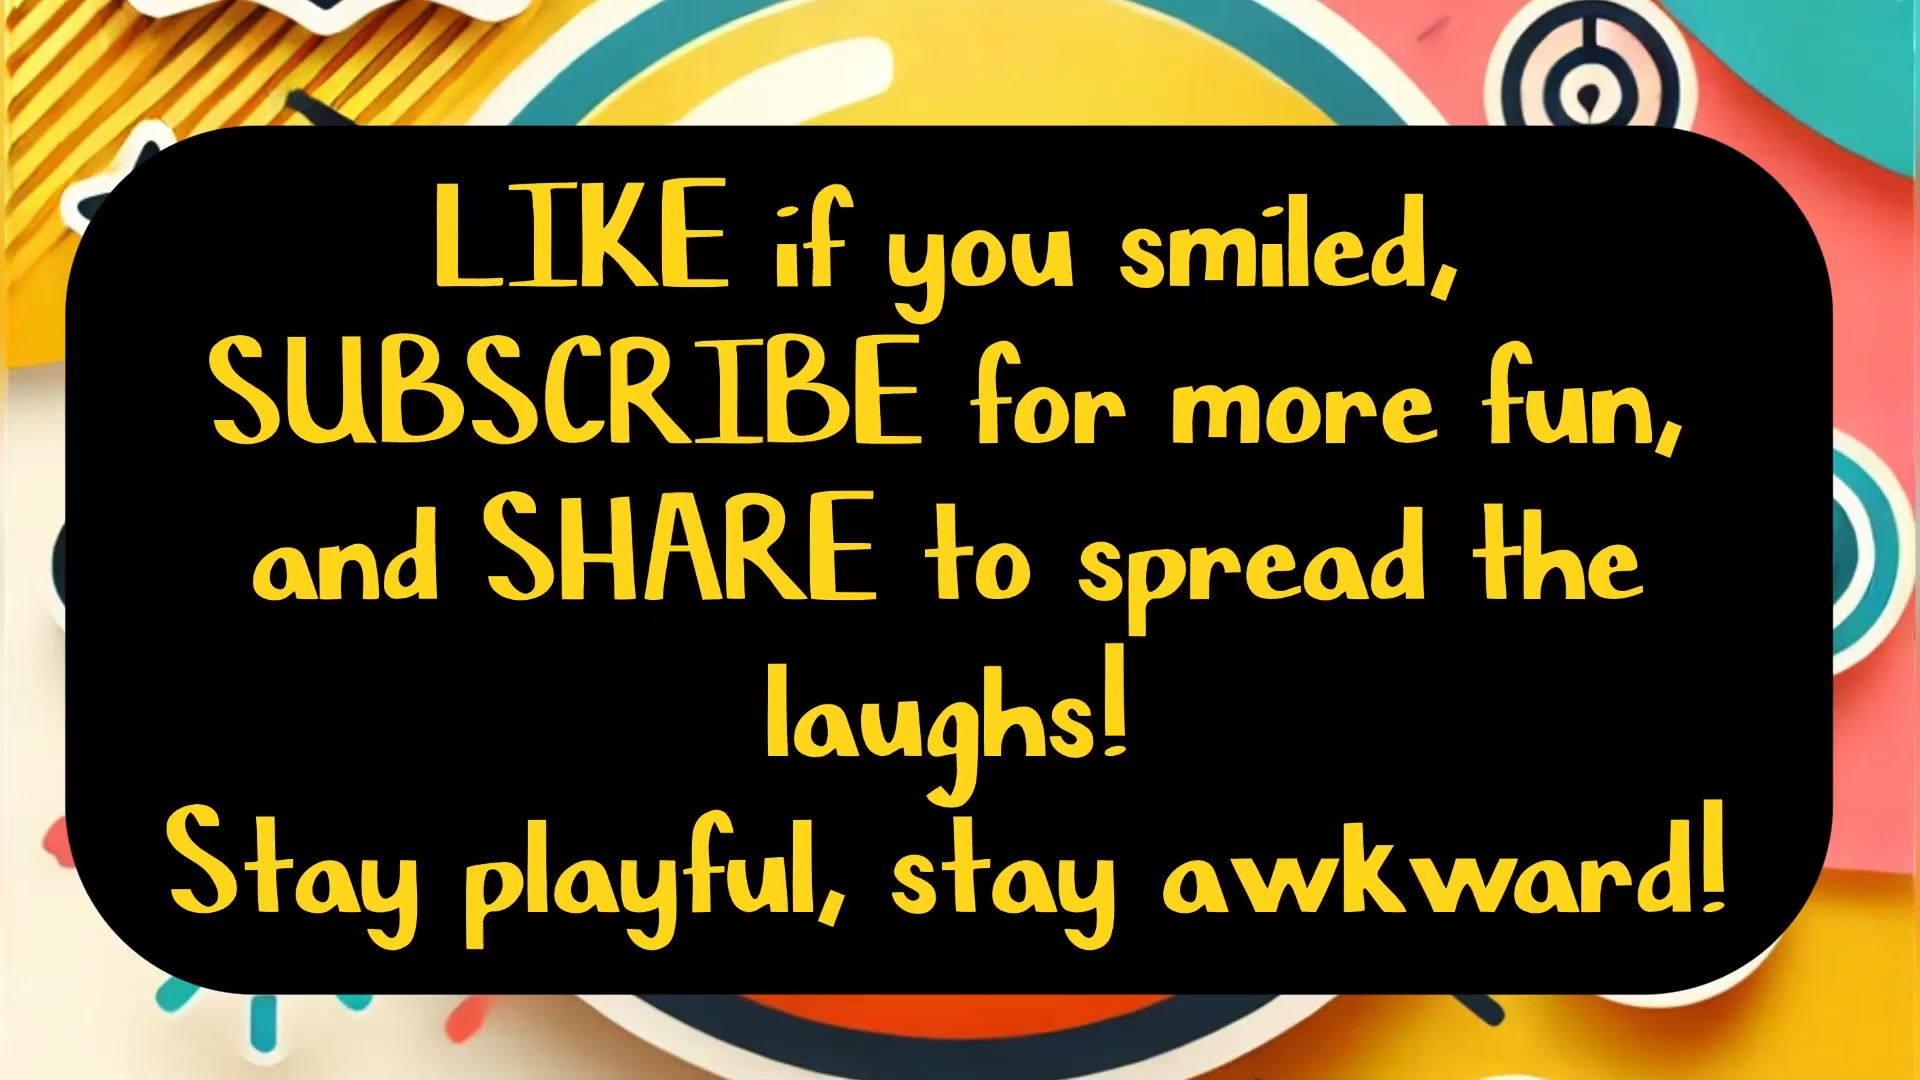 LIKE if you smiled,
SUBSCRIBE for more fun,
and SHARE to spread the
laughs!
Stay playful, stay awkward!